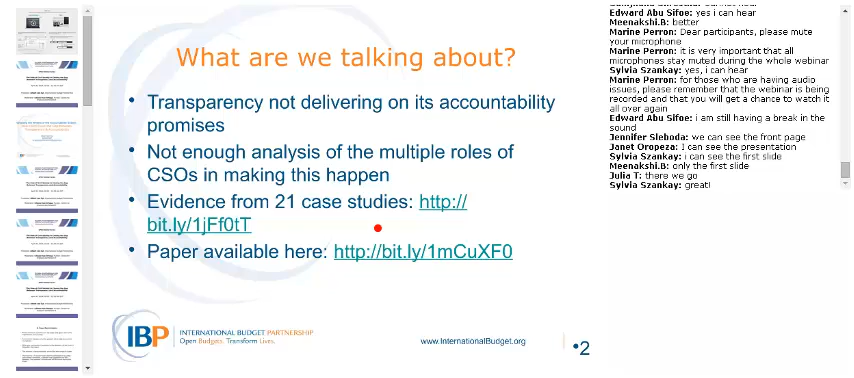 What are we talking about?
• Transparency not delivering on its accountability
promises
• Not enough analysis of the multiple roles of
CSOs in making this happen
• Evidence from 21 case studies: http://
bit.ly/1jFf0tT
• Paper available here: http://bit.ly/1mCuXF0
IBP
INTERNATIONAL BUDGET PARTNERSHIP
Open Budgets. Transform Lives.
www.InternationalBudget.org
•2
Edward Abu Sifoe: yes i can hear
Meenakshi.B: better
Marine Perron: Dear participants, please mute
your microphone
Marine Perron: it is very important that all
microphones stay muted during the whole webinar
Sylvia Szankay: yes, i can hear
Marine Perron: for those who are having audio
issues, please remember that the webinar is being
recorded and that you will get a chance to watch it
all over again
Edward Abu Sifoe: i am still having a break in the
sound
Jennifer Sleboda: we can see the front page
Janet Oropeza: I can see the presentation
Sylvia Szankay: i can see the first slide
Meenakshi.B: only the first slide
Julia T: there we go
Sylvia Szankay: great!